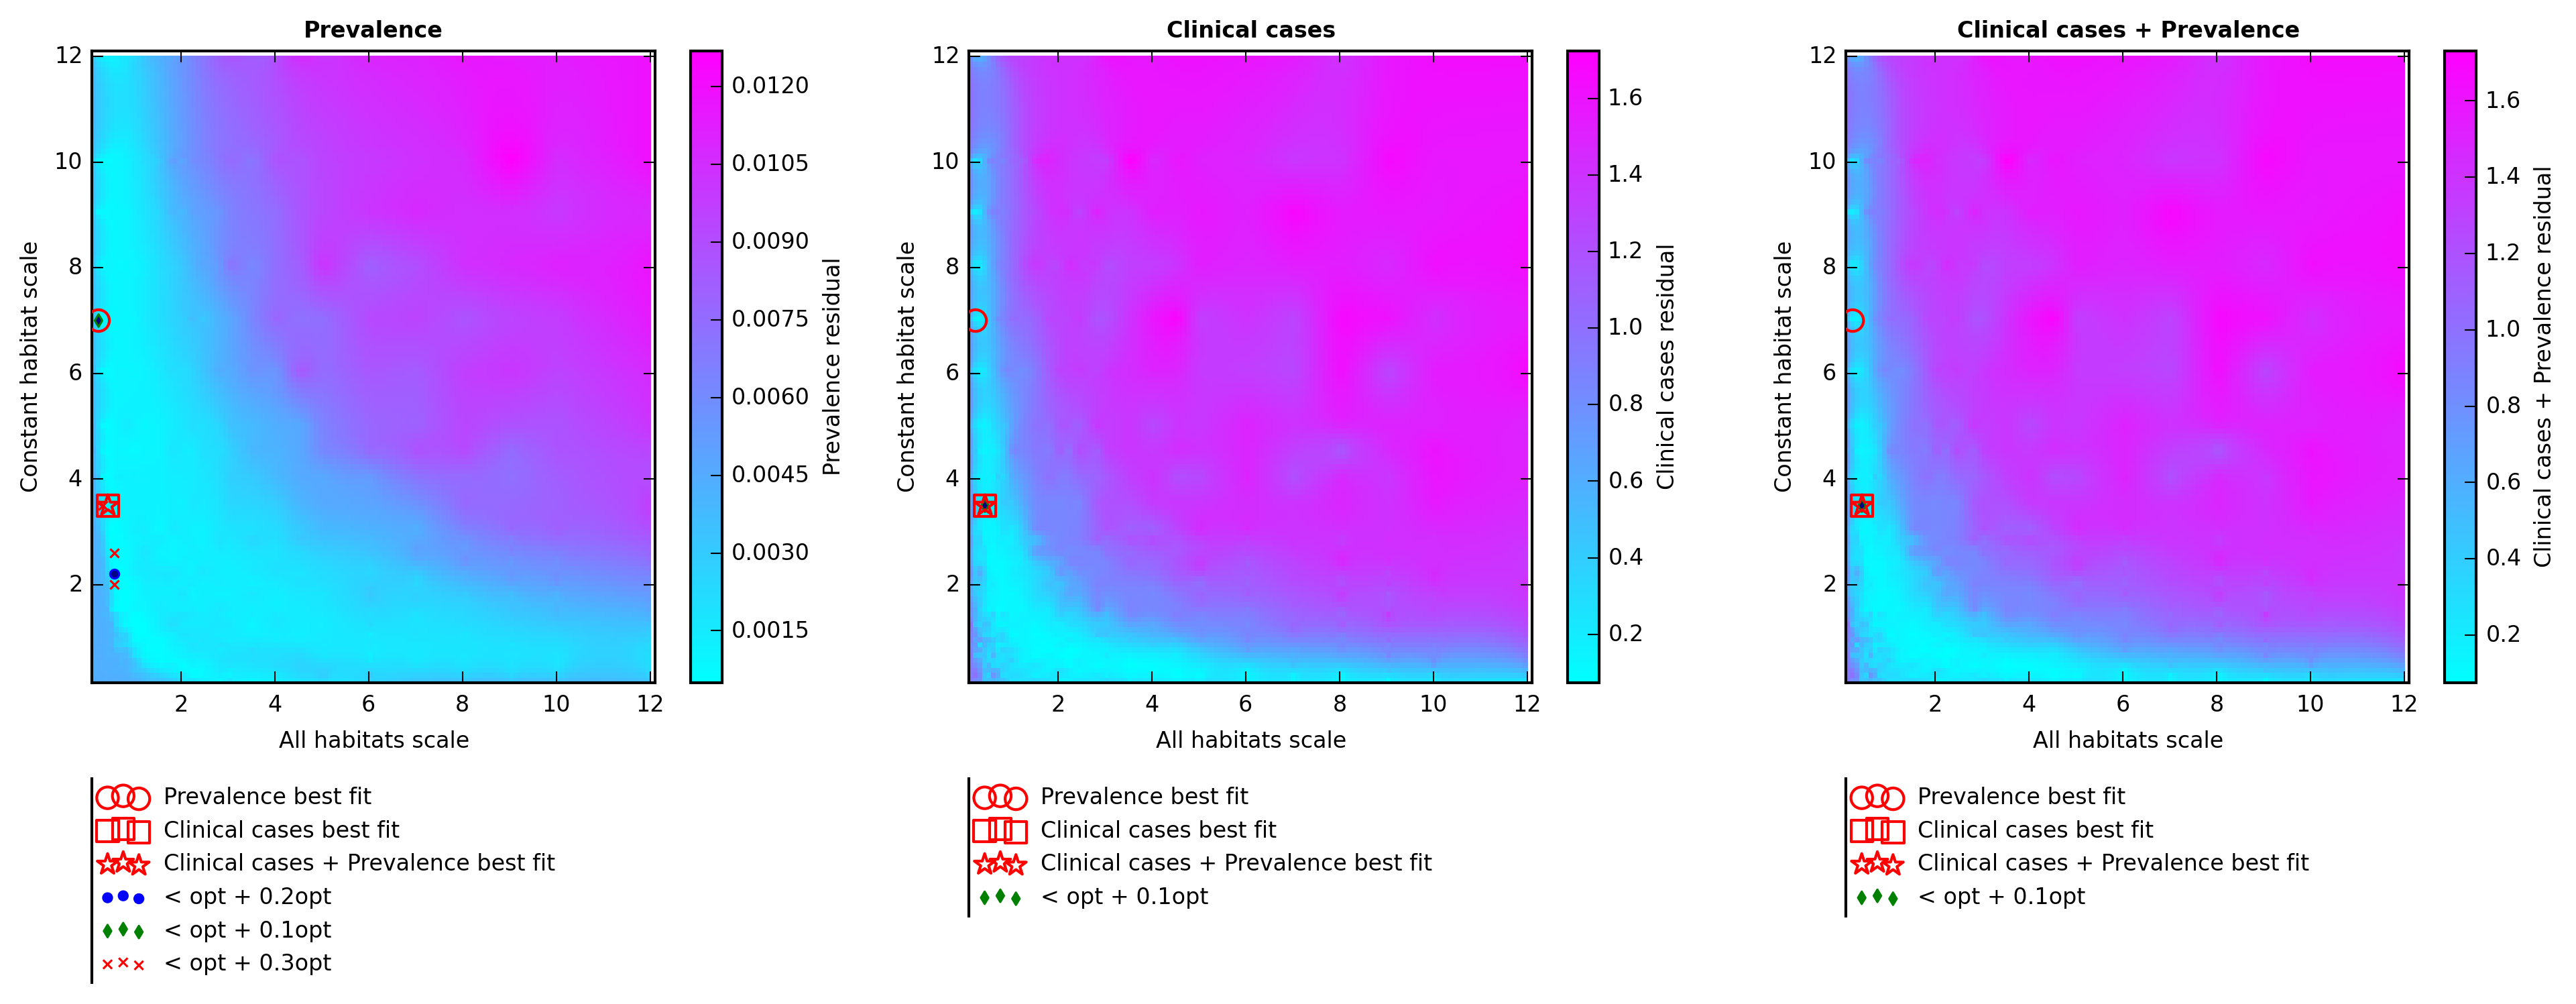 Prevalence
12
10
8
6
4
2
Constant habitat scale
2 4 6 8 10 12
All habitats scale
0.0120
0.0105
0.0090
0.0075
0.0060
0.0045
0.0030
0.0015
Prevalence residual
Prevalence best fit
Clinical cases best fit
Clinical cases + Prevalence best fit
< opt + 0.2opt
< opt + 0.1opt
< opt + 0.3opt
Clinical cases
12
10
8
6
4
2
Constant habitat scale
2 4 6 8 10 12
All habitats scale
1.6
1.4
1.2
1.0
0.8
0.6
0.4
0.2
Clinical cases residual
Prevalence best fit
Clinical cases best fit
Clinical cases + Prevalence best fit
< opt + 0.1opt
Clinical cases + Prevalence
12
10
8
6
4
2
Constant habitat scale
2 4 6 8 10 12
All habitats scale
1.6
1.4
1.2
1.0
0.8
0.6
0.4
0.2
Clinical cases + Prevalence residual
Prevalence best fit
Clinical cases best fit
Clinical cases + Prevalence best fit
< opt + 0.1opt